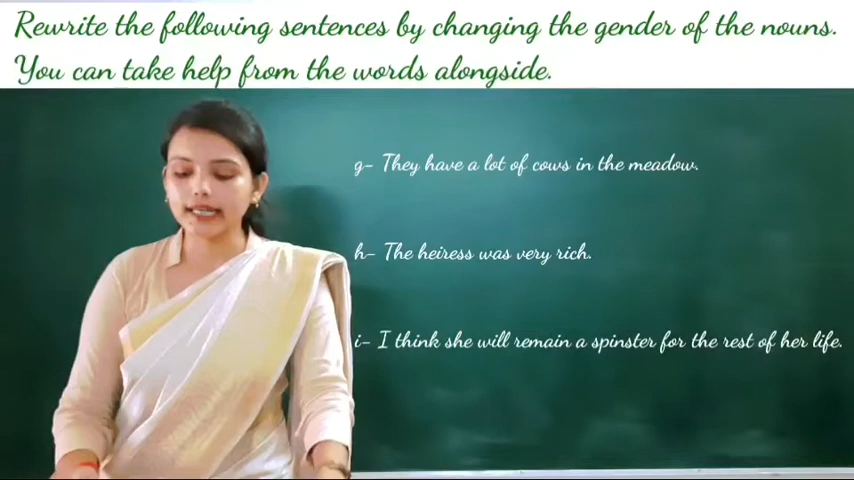 Rewrite the following sentences by changing the gender of the nouns.
You can take help from the words alongside.
g- They have a lot of cows in the meadow.
h- The heiress was very rich.
i- I think she will remain a spinster for the rest of her life.